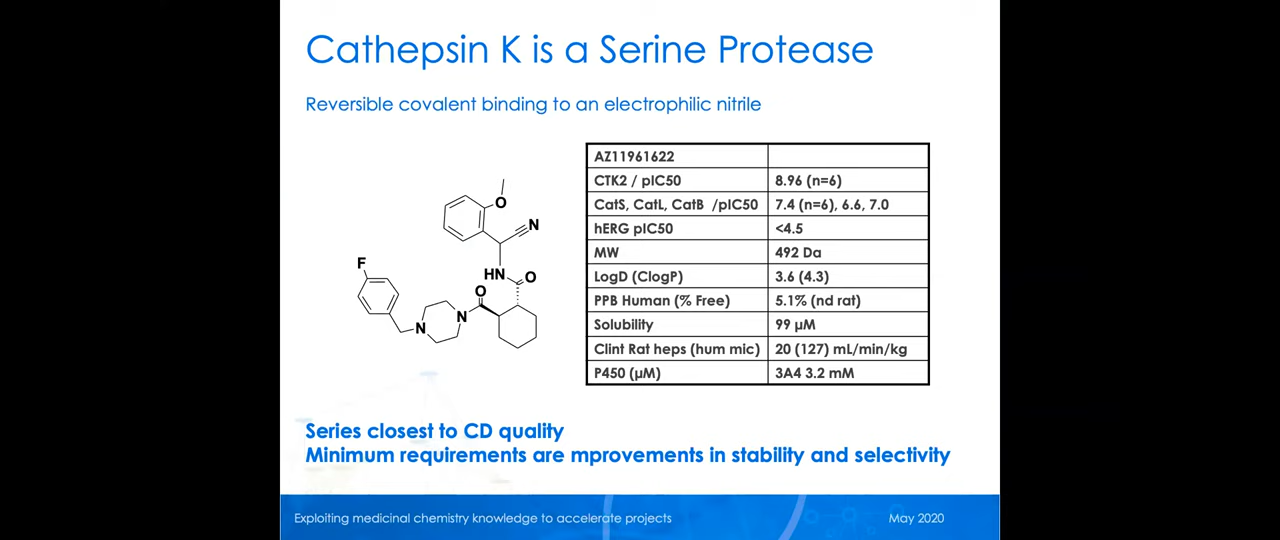 Cathepsin K is a Serine Protease
Reversible covalent binding to an electrophilic nitrile
O
N
HN
O
O
F
N
N
AZ11961622
CTK2 / pIC50 8.96 (n=6)
CatS, CatL, CatB /pIC50 7.4 (n=6), 6.6, 7.0
hERG pIC50 <4.5
MW 492 Da
LogD (ClogP) 3.6 (4.3)
PPB Human (% Free) 5.1% (nd rat)
Solubility 99 µM
Clint Rat heps (hum mic) 20 (127) mL/min/kg
P450 (µM) 3A4 3.2 mM
Series closest to CD quality
Minimum requirements are mprovements in stability and selectivity
Exploiting medicinal chemistry knowledge to accelerate projects
May 2020